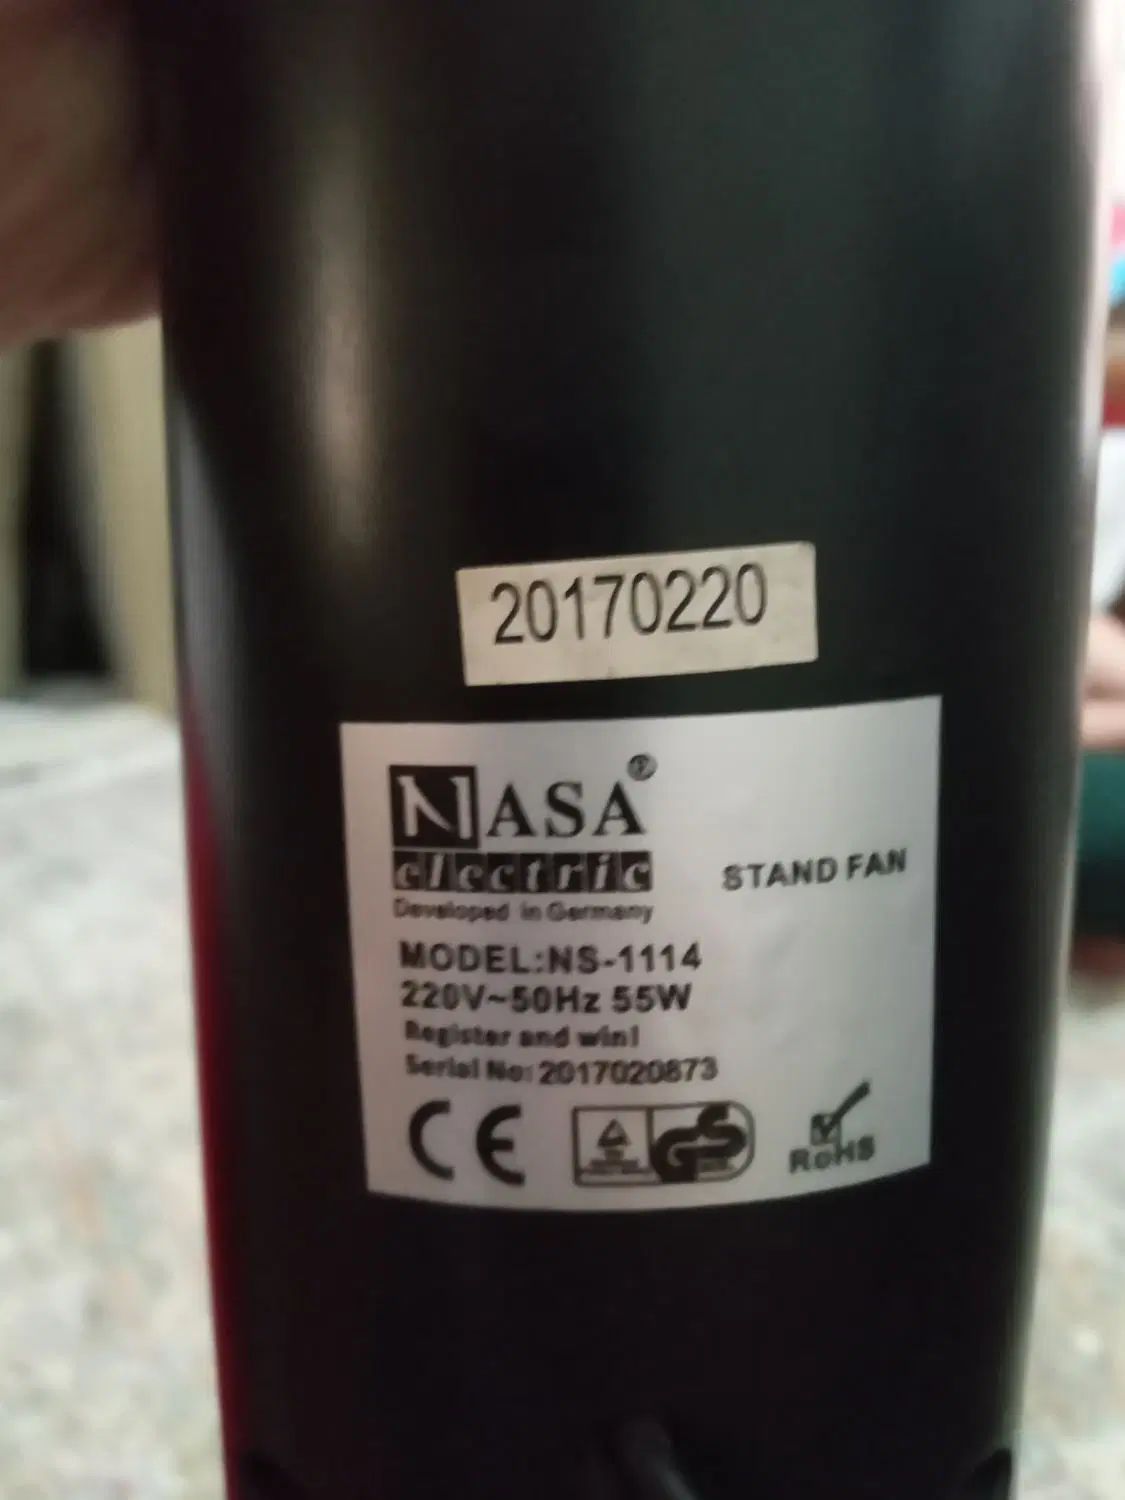 20170220
NASA®
electric
Developed in Germany
STAND FAN
MODEL:NS-1114
220V~50Hz 55W
Register and win!
Serial No: 2017020873
CE
GS
RoHS